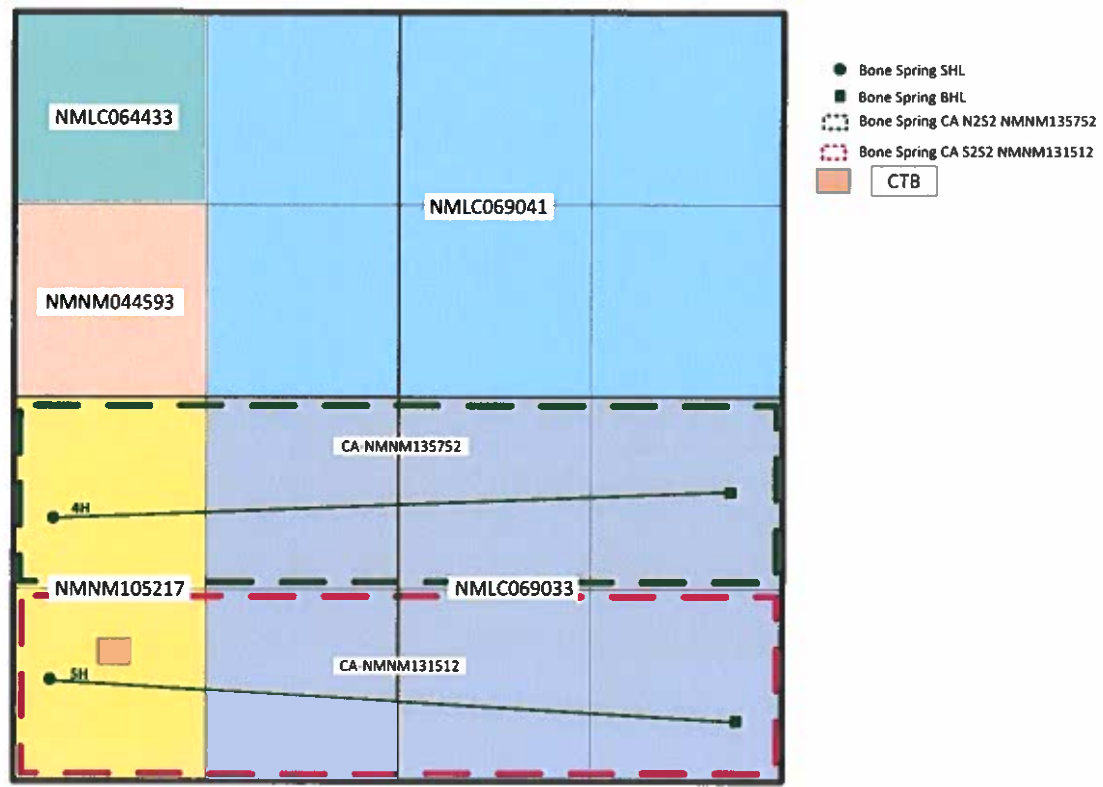 NMLC064433
NMLC069041
NMNM044593
CA-NMNM135752
4H
NMNM105217
NMLC069033
5H
CA-NMNM131512
Bone Spring SHL
Bone Spring BHL
Bone Spring CA N2S2 NMNM135752
Bone Spring CA S2S2 NMNM131512
CTB